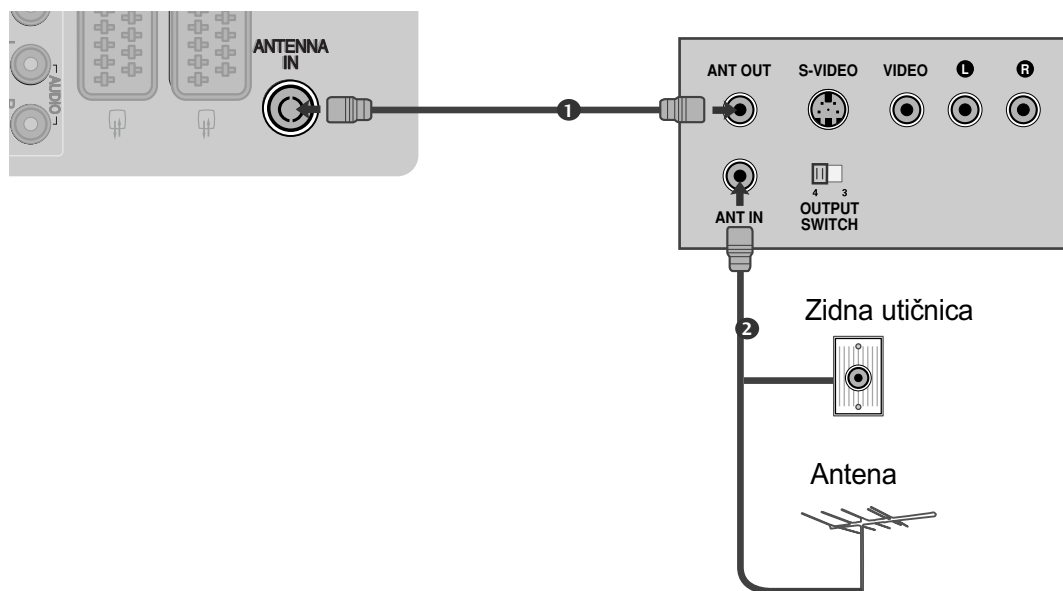 ANTENNA
IN
AUDIO
R
1
ANT OUT
S-VIDEO
VIDEO
L
R
ANT IN
4 3
OUTPUT
SWITCH
2
Zidna utičnica
Antena